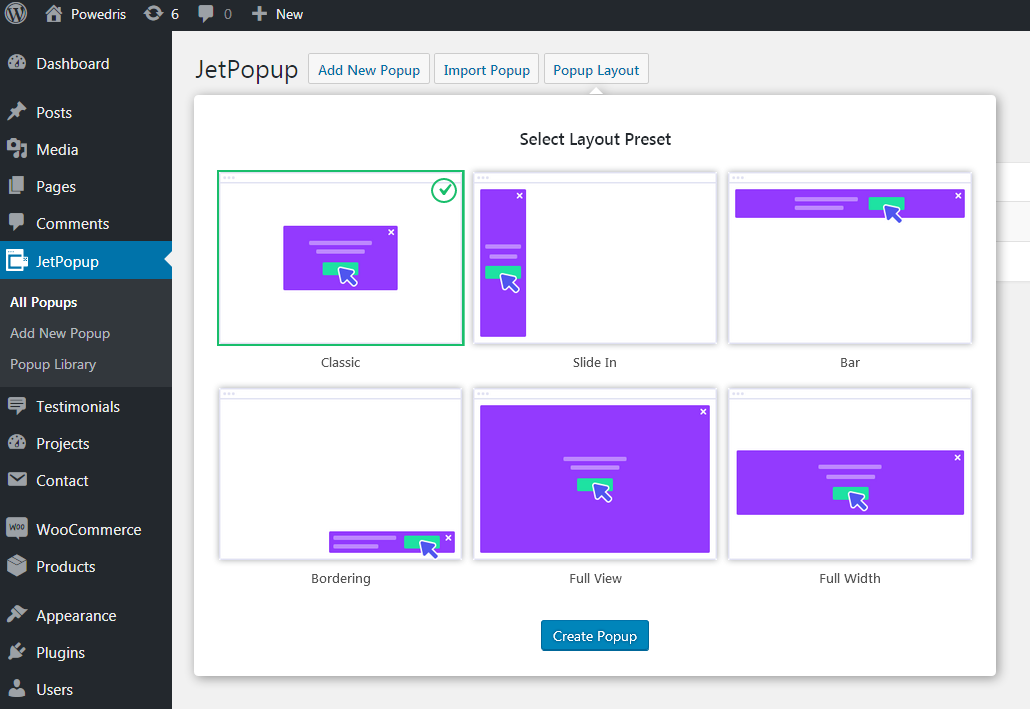 Powedris 6 0 New
Dashboard
Posts
Media
Pages
Comments
JetPopup
All Popups
Add New Popup
Popup Library
Testimonials
Projects
Contact
WOO WooCommerce
Products
Appearance
Plugins
Users
JetPopup Add New Popup Import Popup Popup Layout
Select Layout Preset
Classic Slide In Bar
Bordering Full View Full Width
Create Popup